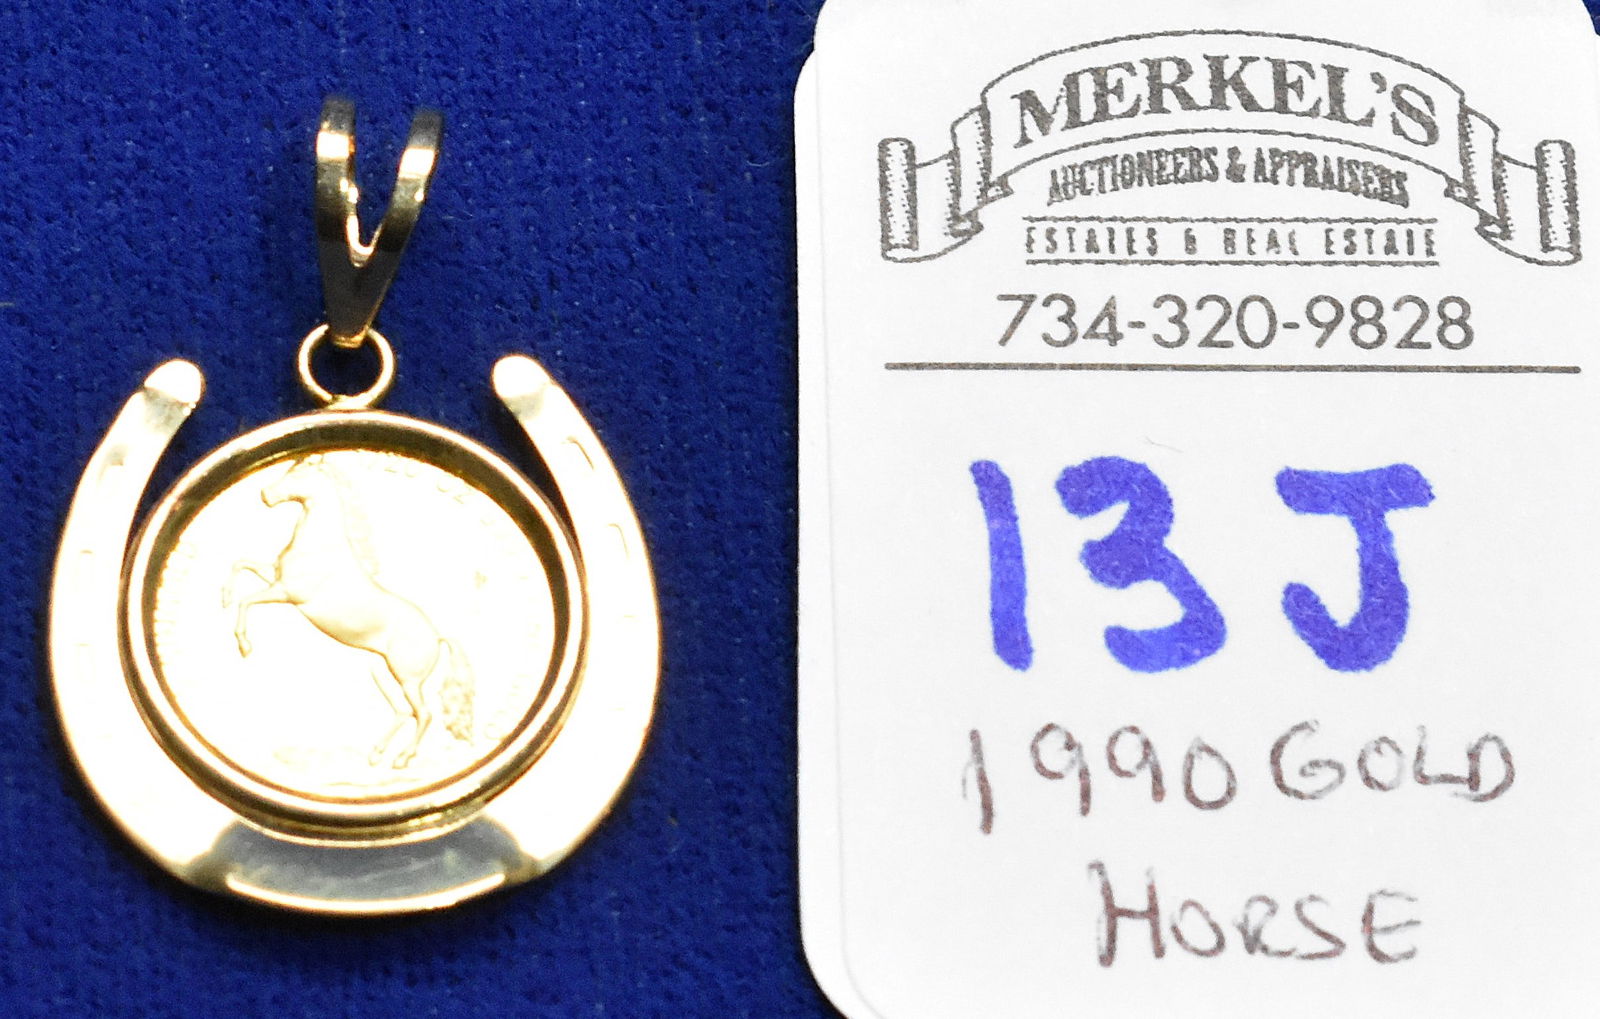 MERKEL'S
AUCTIONEERS & APPRAISERS
ESTATES & REAL ESTATE
734-320-9828
13J
1990 GOLD
HORSE